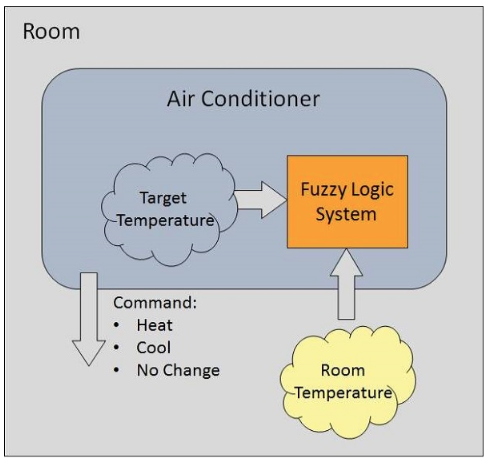 Room
Air Conditioner
Target
Temperature
Fuzzy Logic
System
Command:
• Heat
• Cool
• No Change
Room
Temperature